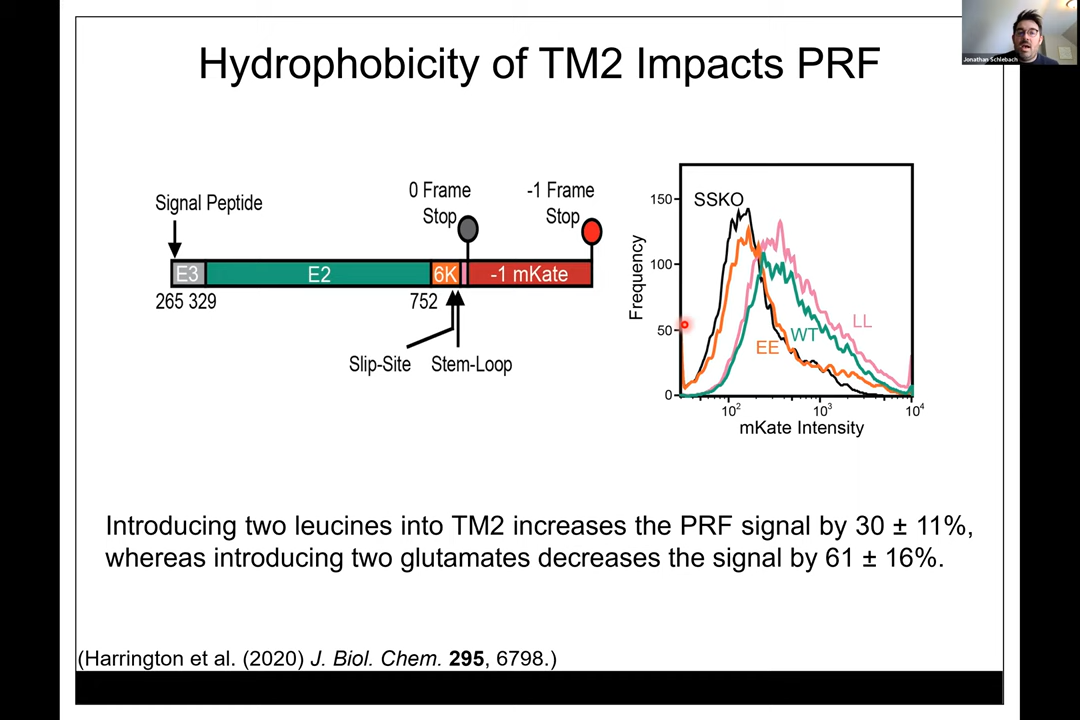 Hydrophobicity of TM2 Impacts PRF
Jonathan Schlebach
Signal Peptide
0 Frame
Stop
-1 Frame
Stop
E3
E2
6K
-1 mKate
265 329
752
Slip-Site
Stem-Loop
Frequency
150
100
50
0
SSKO
LL
WT
EE
10²
10³
10⁴
mKate Intensity
Introducing two leucines into TM2 increases the PRF signal by 30 ± 11%,
whereas introducing two glutamates decreases the signal by 61 ± 16%.
(Harrington et al. (2020) J. Biol. Chem. 295, 6798.)